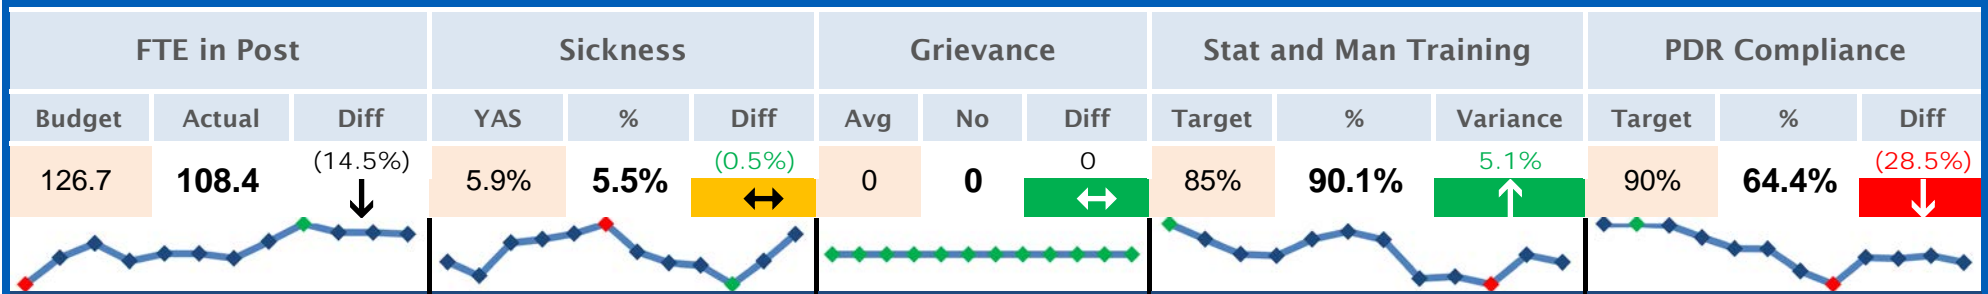 FTE in Post Sickness Grievance Stat and Man Training PDR Compliance
Budget Actual Diff YAS % Diff Avg No Diff Target % Variance Target % Diff
126.7 108.4 (14.5%) 5.9% 5.5% (0.5%) 0 0 0 85% 90.1% 5.1% 90% 64.4% (28.5%)